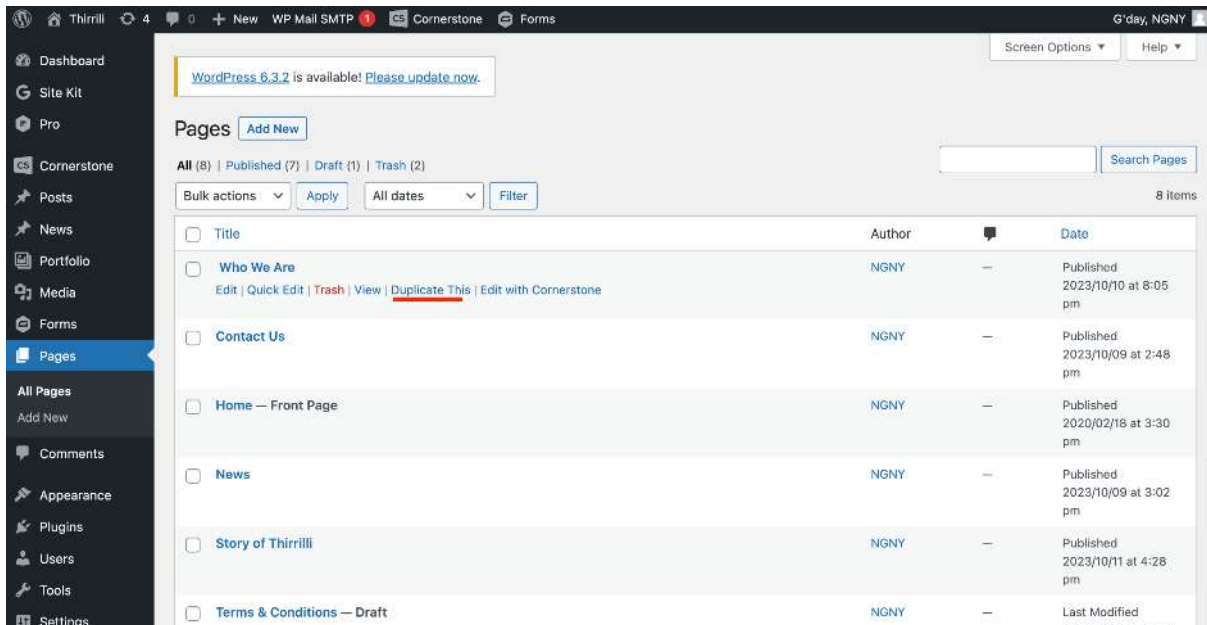 Thirrili 4 0 New WP Mail SMTP 1 CS Cornerstone Forms G'day, NGNY
Screen Options Help
Dashboard
Site Kit
Pro
CS Cornerstone
Posts
News
Portfolio
Media
Forms
Pages
All Pages
Add New
Comments
Appearance
Plugins
Users
Tools
Settings
WordPress 6.3.2 is available! Please update now.
Pages Add New
All (8) | Published (7) | Draft (1) | Trash (2)
Search Pages
Bulk actions Apply All dates Filter
8 items
Title Author Date
Who We Are NGNY — Published
2023/10/10 at 8:05
pm
Edit | Quick Edit | Trash | View | Duplicate This | Edit with Cornerstone
Contact Us NGNY — Published
2023/10/09 at 2:48
pm
Home — Front Page NGNY — Published
2020/02/18 at 3:30
pm
News NGNY — Published
2023/10/09 at 3:02
pm
Story of Thirrilli NGNY — Published
2023/10/11 at 4:28
pm
Terms & Conditions — Draft NGNY — Last Modified